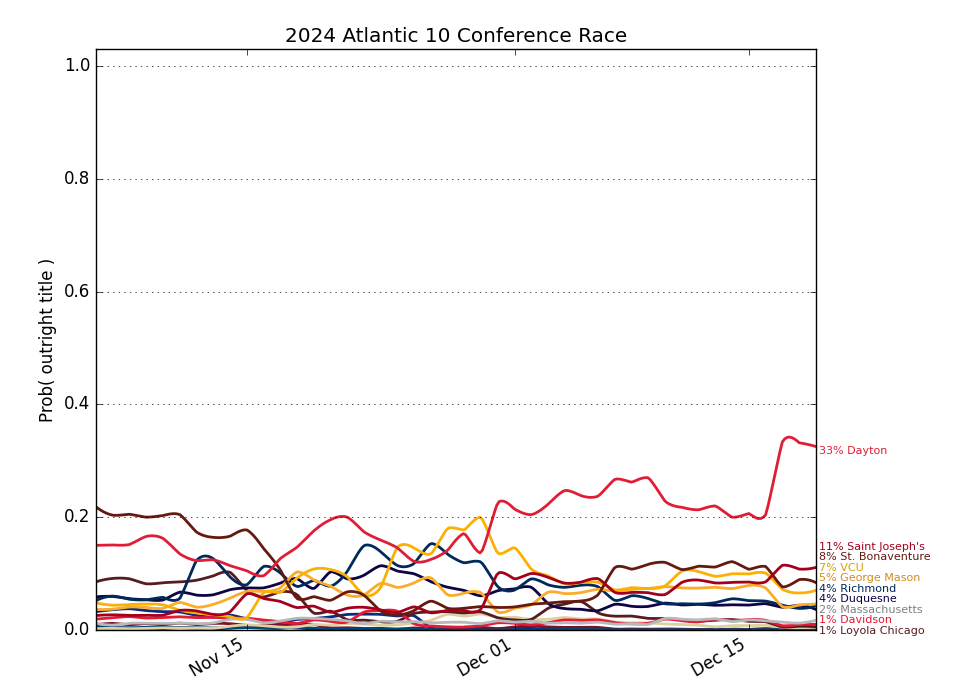 2024 Atlantic 10 Conference Race
Prob( outright title )
1.0
0.8
0.6
0.4
0.2
0.0
Nov 15
Dec 01
Dec 15
33% Dayton
11% Saint Joseph's
8% St. Bonaventure
7% VCU
5% George Mason
4% Richmond
4% Duquesne
2% Massachusetts
1% Davidson
1% Loyola Chicago